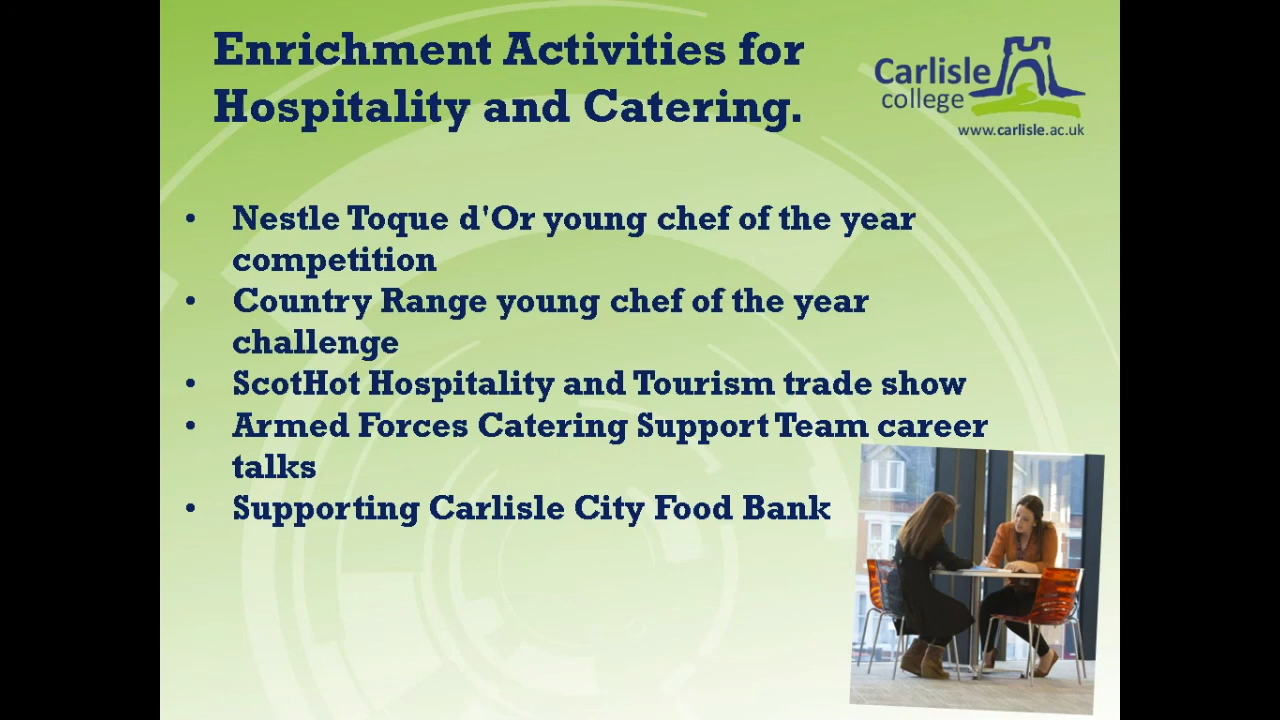 Enrichment Activities for
Hospitality and Catering.
Carlisle
college
www.carlisle.ac.uk
• Nestle Toque d'Or young chef of the year
competition
• Country Range young chef of the year
challenge
• ScotHot Hospitality and Tourism trade show
• Armed Forces Catering Support Team career
talks
• Supporting Carlisle City Food Bank